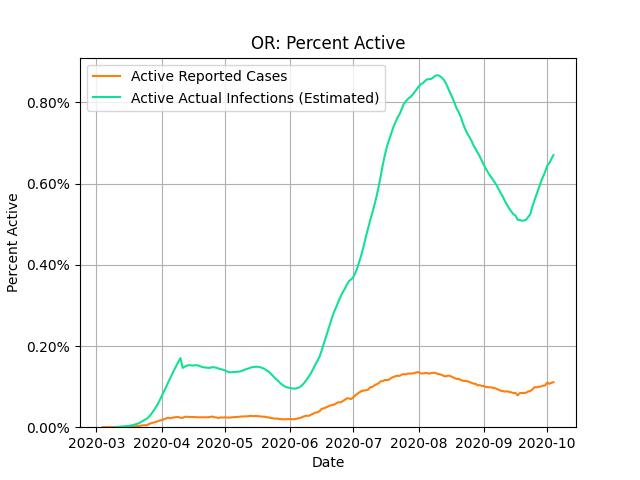 OR: Percent Active
Active Reported Cases
Active Actual Infections (Estimated)
0.80%
0.60%
0.40%
0.20%
0.00%
Percent Active
2020-03 2020-04 2020-05 2020-06 2020-07 2020-08 2020-09 2020-10
Date